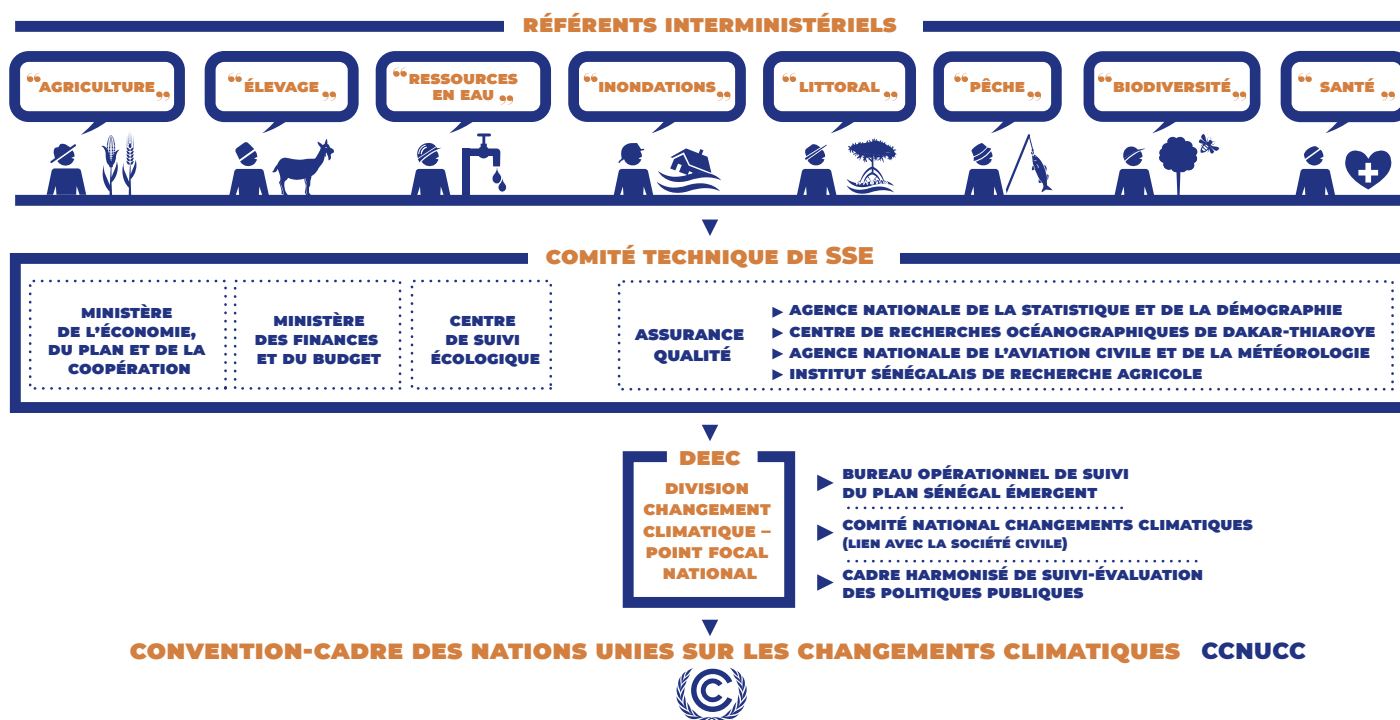 RÉFÉRENTS INTERMINISTÉRIELS
“AGRICULTURE„
“ÉLEVAGE„
“RESSOURCES
EN EAU„
“INONDATIONS„
“LITTORAL„
“PÊCHE„
“BIODIVERSITÉ„
“SANTÉ„
COMITÉ TECHNIQUE DE SSE
MINISTÈRE
DE L’ÉCONOMIE,
DU PLAN ET DE LA
COOPÉRATION
MINISTÈRE
DES FINANCES
ET DU BUDGET
CENTRE
DE SUIVI
ÉCOLOGIQUE
ASSURANCE
QUALITÉ
▶ AGENCE NATIONALE DE LA STATISTIQUE ET DE LA DÉMOGRAPHIE
▶ CENTRE DE RECHERCHES OCÉANOGRAPHIQUES DE DAKAR-THIAROYE
▶ AGENCE NATIONALE DE L’AVIATION CIVILE ET DE LA MÉTÉOROLOGIE
▶ INSTITUT SÉNÉGALAIS DE RECHERCHE AGRICOLE
DEEC
DIVISION
CHANGEMENT
CLIMATIQUE –
POINT FOCAL
NATIONAL
▶ BUREAU OPÉRATIONNEL DE SUIVI
DU PLAN SÉNÉGAL ÉMERGENT
▶ COMITÉ NATIONAL CHANGEMENTS CLIMATIQUES
(LIEN AVEC LA SOCIÉTÉ CIVILE)
▶ CADRE HARMONISÉ DE SUIVI-ÉVALUATION
DES POLITIQUES PUBLIQUES
CONVENTION-CADRE DES NATIONS UNIES SUR LES CHANGEMENTS CLIMATIQUES CCNUCC